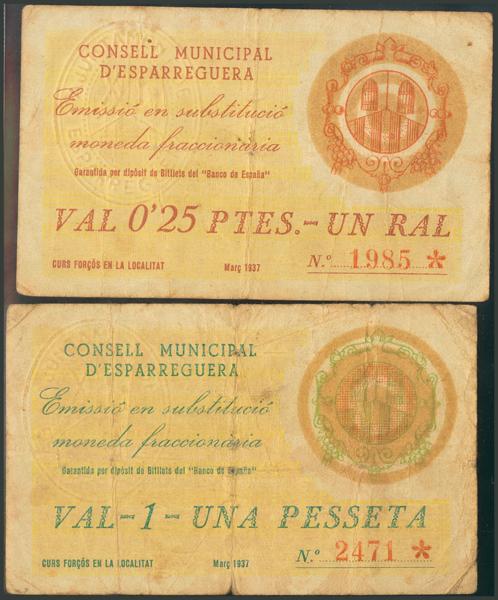 CONSELL MUNICIPAL
D'ESPARREGUERA
Emissió en substitució
moneda fraccionària
Garantida per dipòsit de Bitllets del "Banco de España"
VAL 0'25 PTES.- UN RAL
CURS FORÇÓS EN LA LOCALITAT Març 1937 N.º 1985 *
CONSELL MUNICIPAL
D'ESPARREGUERA
Emissió en substitució
moneda fraccionària
Garantida per dipòsit de Bitllets del "Banco de España"
VAL-1-UNA PESSETA
CURS FORÇÓS EN LA LOCALITAT Març 1937 N.º 2471 *